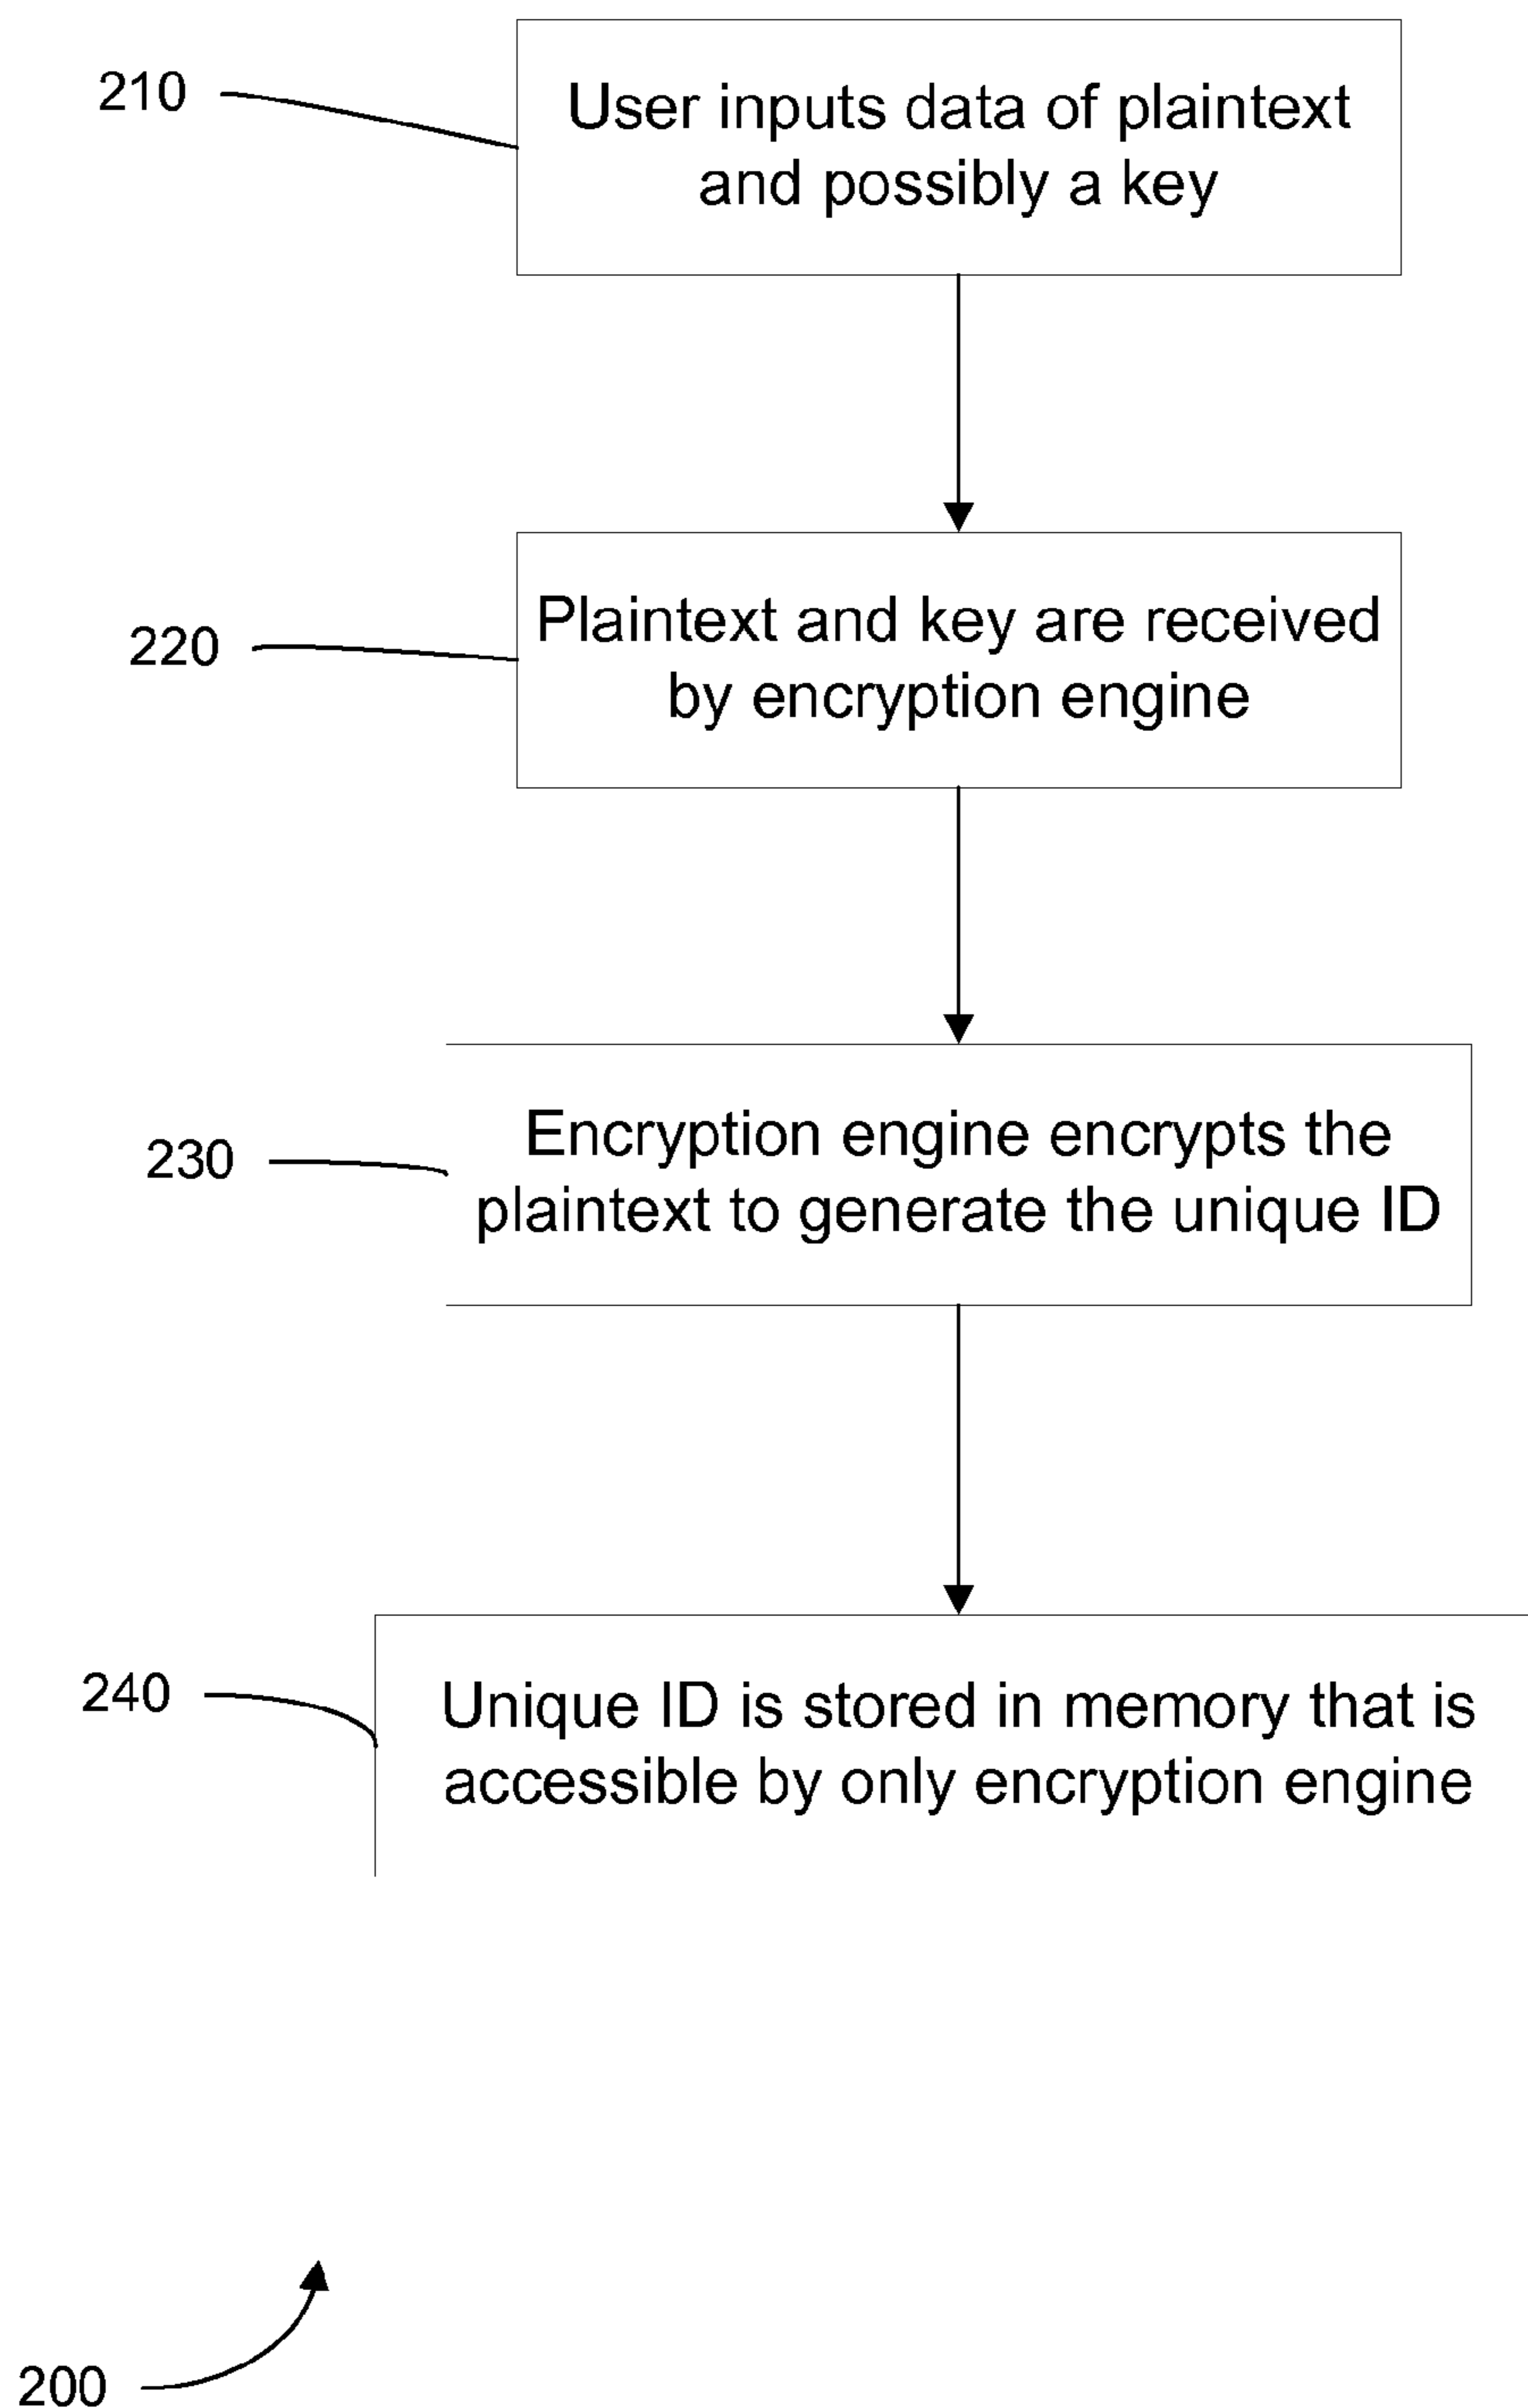 210
User inputs data of plaintext
and possibly a key
220
Plaintext and key are received
by encryption engine
230
Encryption engine encrypts the
plaintext to generate the unique ID
240
Unique ID is stored in memory that is
accessible by only encryption engine
200